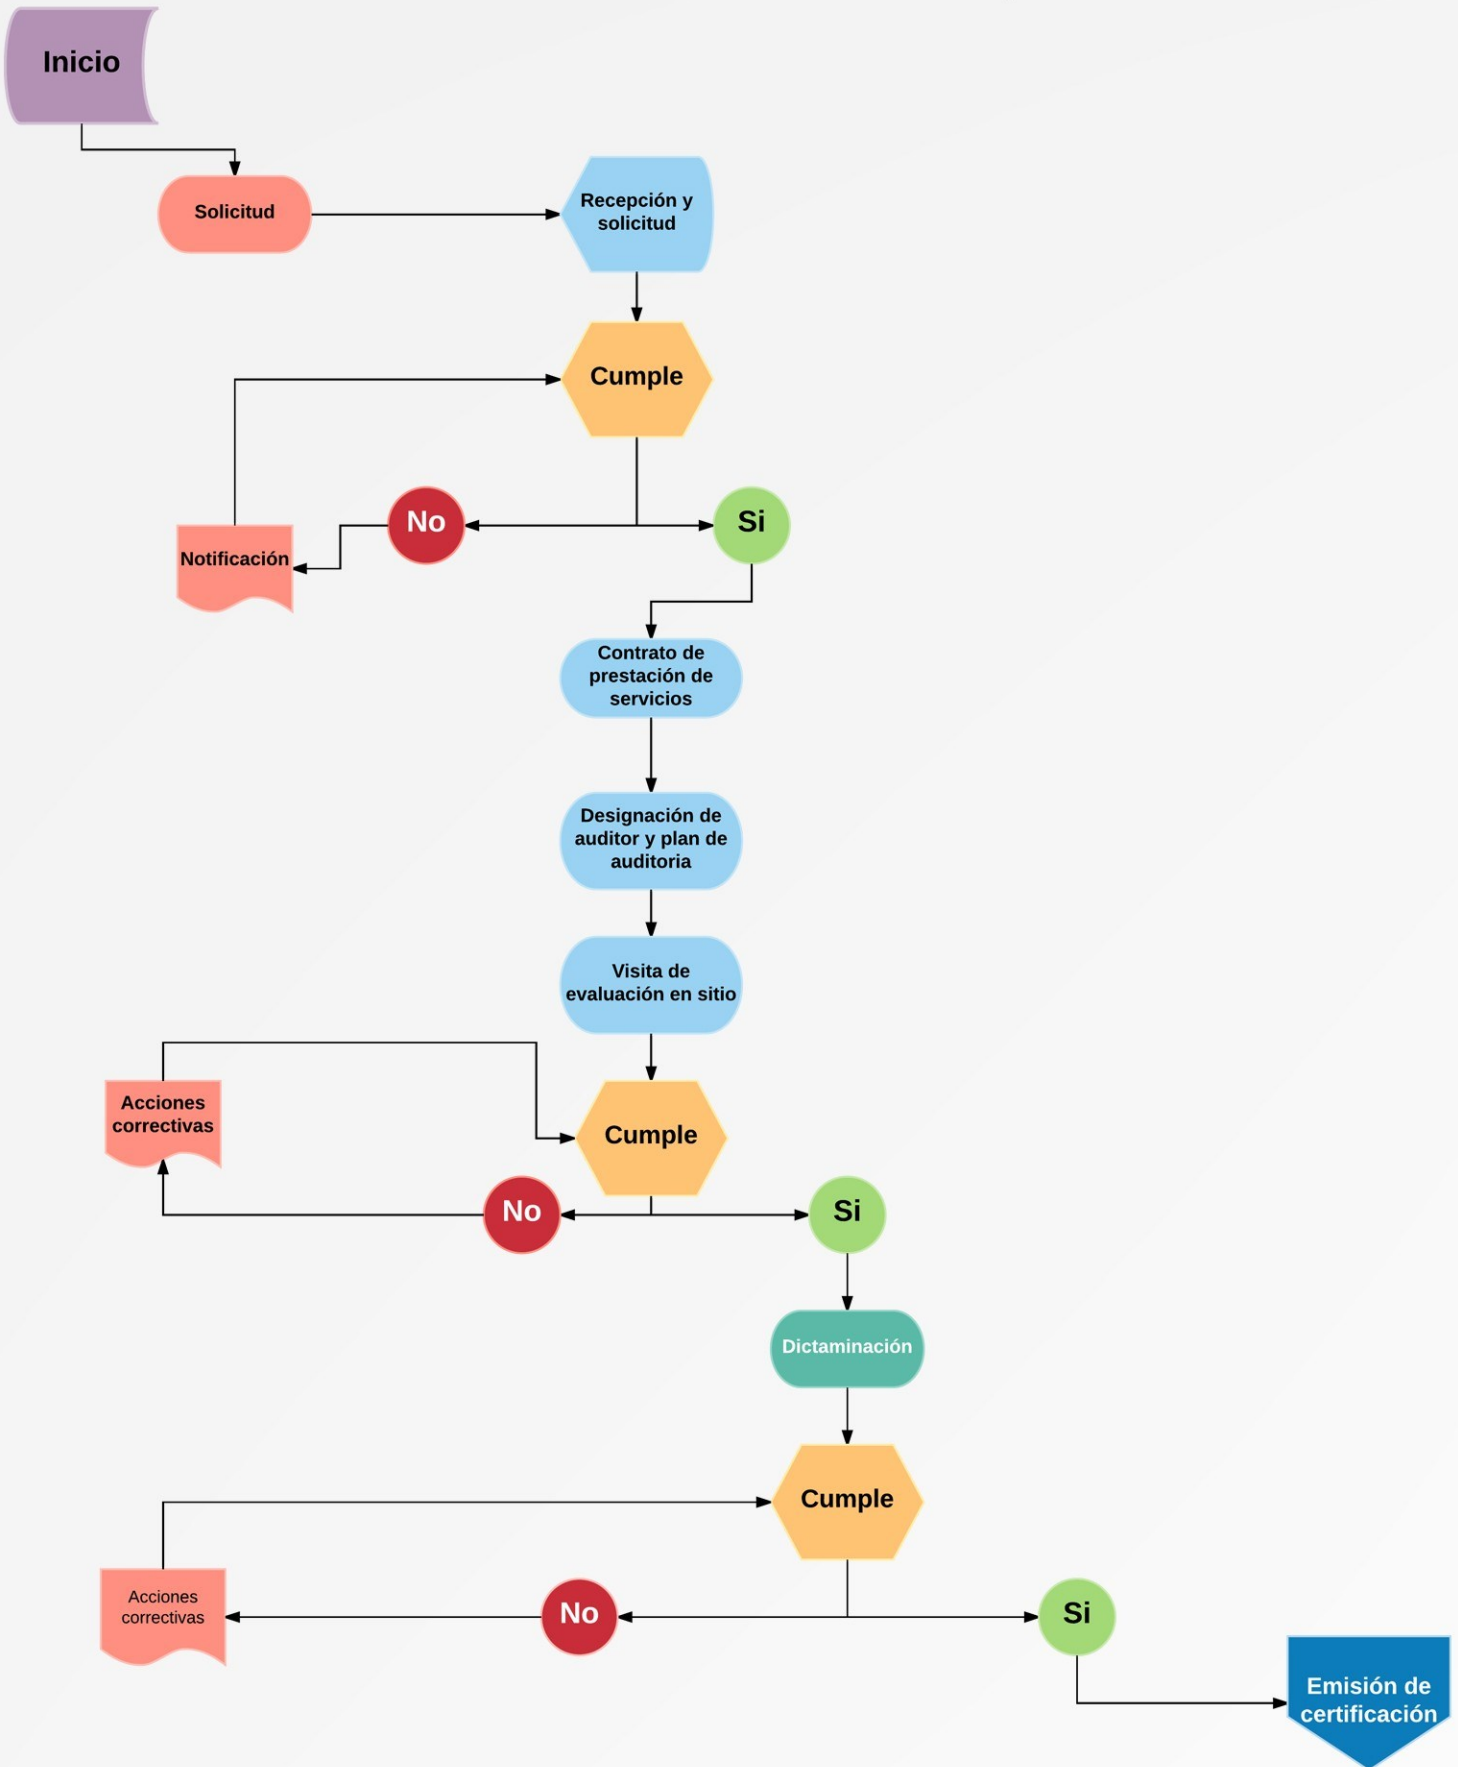 Inicio
Solicitud
Recepción y
solicitud
Cumple
No
Si
Notificación
Contrato de
prestación de
servicios
Designación de
auditor y plan de
auditoria
Visita de
evaluación en sitio
Acciones
correctivas
Cumple
No
Si
Dictaminación
Cumple
Acciones
correctivas
No
Si
Emisión de
certificación